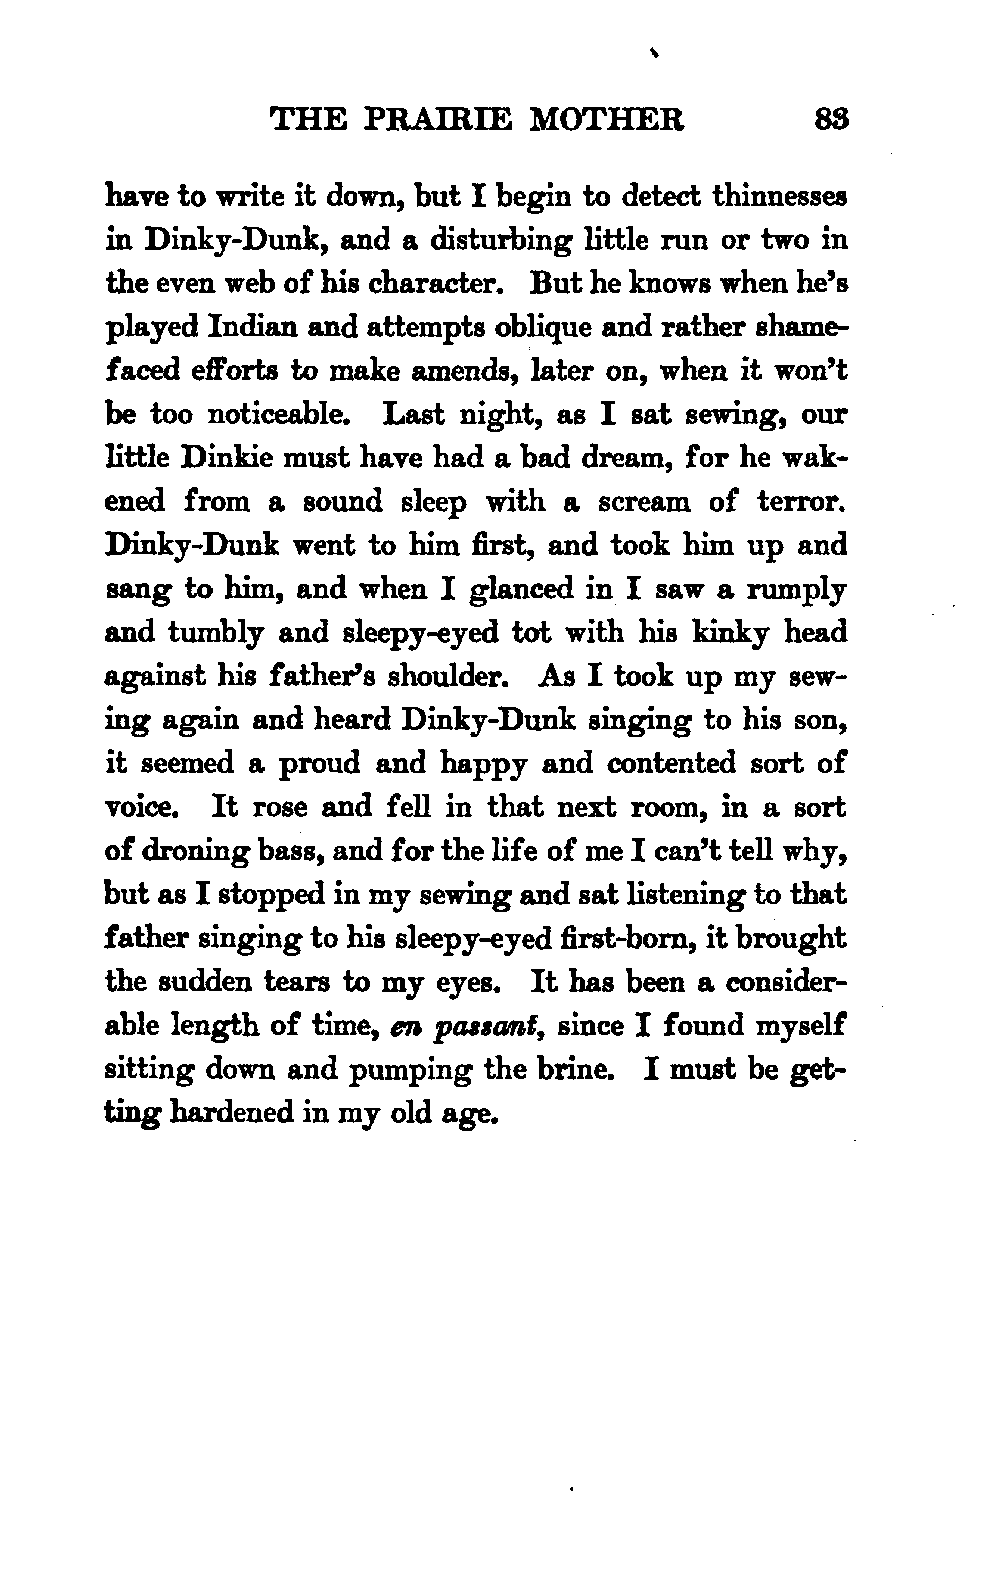 THE PRAIRIE MOTHER 83
have to write it down, but I begin to detect thinnesses
in Dinky-Dunk, and a disturbing little run or two in
the even web of his character. But he knows when he's
played Indian and attempts oblique and rather shame-
faced efforts to make amends, later on, when it won't
be too noticeable. Last night, as I sat sewing, our
little Dinkie must have had a bad dream, for he wak-
ened from a sound sleep with a scream of terror.
Dinky-Dunk went to him first, and took him up and
sang to him, and when I glanced in I saw a rumply
and tumbly and sleepy-eyed tot with his kinky head
against his father's shoulder. As I took up my sew-
ing again and heard Dinky-Dunk singing to his son,
it seemed a proud and happy and contented sort of
voice. It rose and fell in that next room, in a sort
of droning bass, and for the life of me I can't tell why,
but as I stopped in my sewing and sat listening to that
father singing to his sleepy-eyed first-born, it brought
the sudden tears to my eyes. It has been a consider-
able length of time, en passant, since I found myself
sitting down and pumping the brine. I must be get-
ting hardened in my old age.